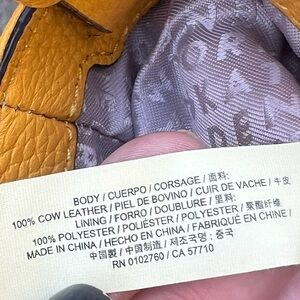 BODY / CUERPO / CORSAGE / 面料:
100% COW LEATHER / PIEL DE BOVINO / CUIR DE VACHE / 牛皮
LINING / FORRO / DOUBLURE / 里料:
100% POLYESTER / POLIÉSTER / POLYESTER / 聚酯纤维
MADE IN CHINA / HECHO EN CHINA / FABRIQUÉ EN CHINE /
中国製 / 中国制造 / 제조국명 : 중국
RN 0102760 / CA 57710